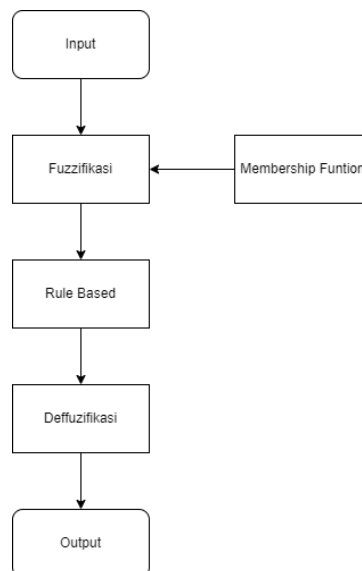 Input
Fuzzifikasi
Membership Funtion
Rule Based
Deffuzifikasi
Output